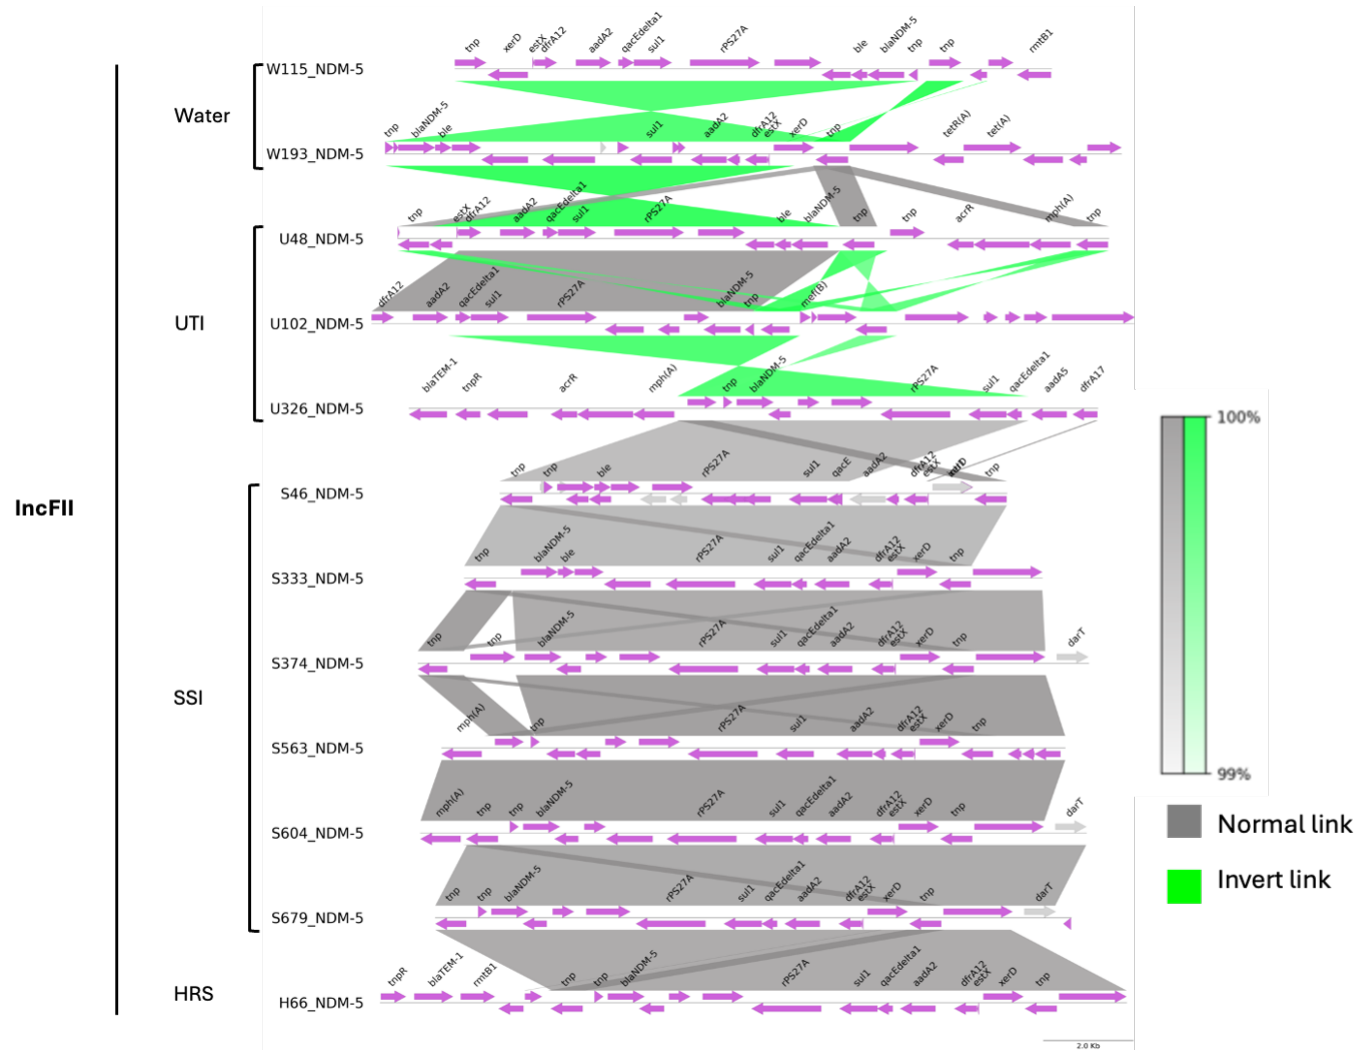 IncFII
Water
UTI
SSI
HRS
tnp xerD estX dfrA12 aadA2 qacEdelta1 sul1 rPS27A ble blaNDM-5 tnp tnp rmtB1
W115_NDM-5
tnp blaNDM-5 ble sul1 aadA2 dfrA12 estX xerD tnp tetR(A) tet(A)
W193_NDM-5
tnp estX dfrA12 aadA2 qacEdelta1 sul1 rPS27A ble blaNDM-5 tnp tnp acrR mph(A) tnp
U48_NDM-5
dfrA12 aadA2 qacEdelta1 sul1 rPS27A blaNDM-5 tnp mef(B)
U102_NDM-5
blaTEM-1 tnpR acrR mph(A) tnp blaNDM-5 rPS27A sul1 qacEdelta1 aadA5 dfrA17
U326_NDM-5
tnp tnp ble rPS27A sul1 qacE aadA2 dfrA12 estX tnp
S46_NDM-5
tnp blaNDM-5 ble rPS27A sul1 qacEdelta1 aadA2 dfrA12 estX xerD tnp
S333_NDM-5
tnp tnp blaNDM-5 rPS27A sul1 qacEdelta1 aadA2 dfrA12 estX xerD tnp darT
S374_NDM-5
mph(A) tnp rPS27A sul1 aadA2 dfrA12 estX xerD tnp
S563_NDM-5
mph(A) tnp tnp blaNDM-5 rPS27A sul1 qacEdelta1 aadA2 dfrA12 estX xerD tnp darT
S604_NDM-5
tnp tnp blaNDM-5 rPS27A sul1 qacEdelta1 aadA2 dfrA12 estX xerD tnp darT
S679_NDM-5
tnpR blaTEM-1 rmtB1 tnp tnp blaNDM-5 rPS27A sul1 qacEdelta1 aadA2 dfrA12 estX xerD tnp
H66_NDM-5
2.0 Kb
100%
99%
Normal link
Invert link